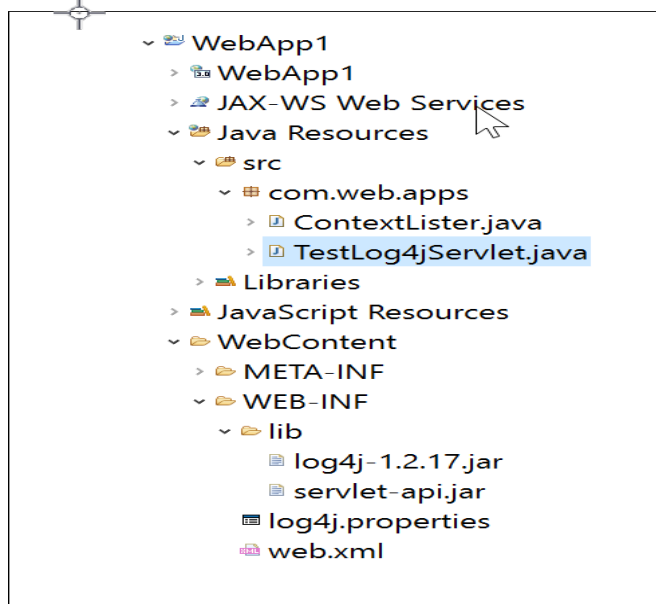 WebApp1
WebApp1
JAX-WS Web Services
Java Resources
src
com.web.apps
ContextLister.java
TestLog4jServlet.java
Libraries
JavaScript Resources
WebContent
META-INF
WEB-INF
lib
log4j-1.2.17.jar
servlet-api.jar
log4j.properties
web.xml